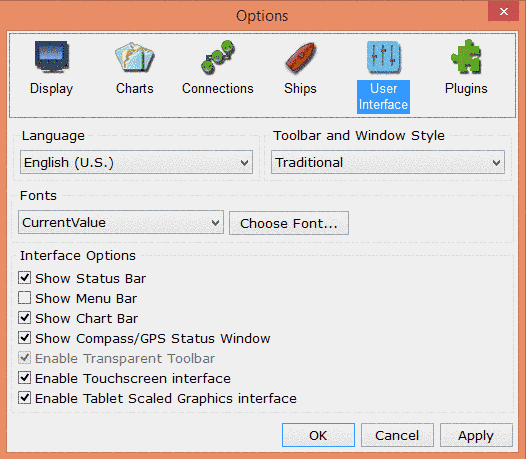 Options
Display Charts Connections Ships User Interface Plugins
Language Toolbar and Window Style
English (U.S.) Traditional
Fonts
CurrentValue Choose Font...
Interface Options
Show Status Bar
Show Menu Bar
Show Chart Bar
Show Compass/GPS Status Window
Enable Transparent Toolbar
Enable Touchscreen interface
Enable Tablet Scaled Graphics interface
OK Cancel Apply